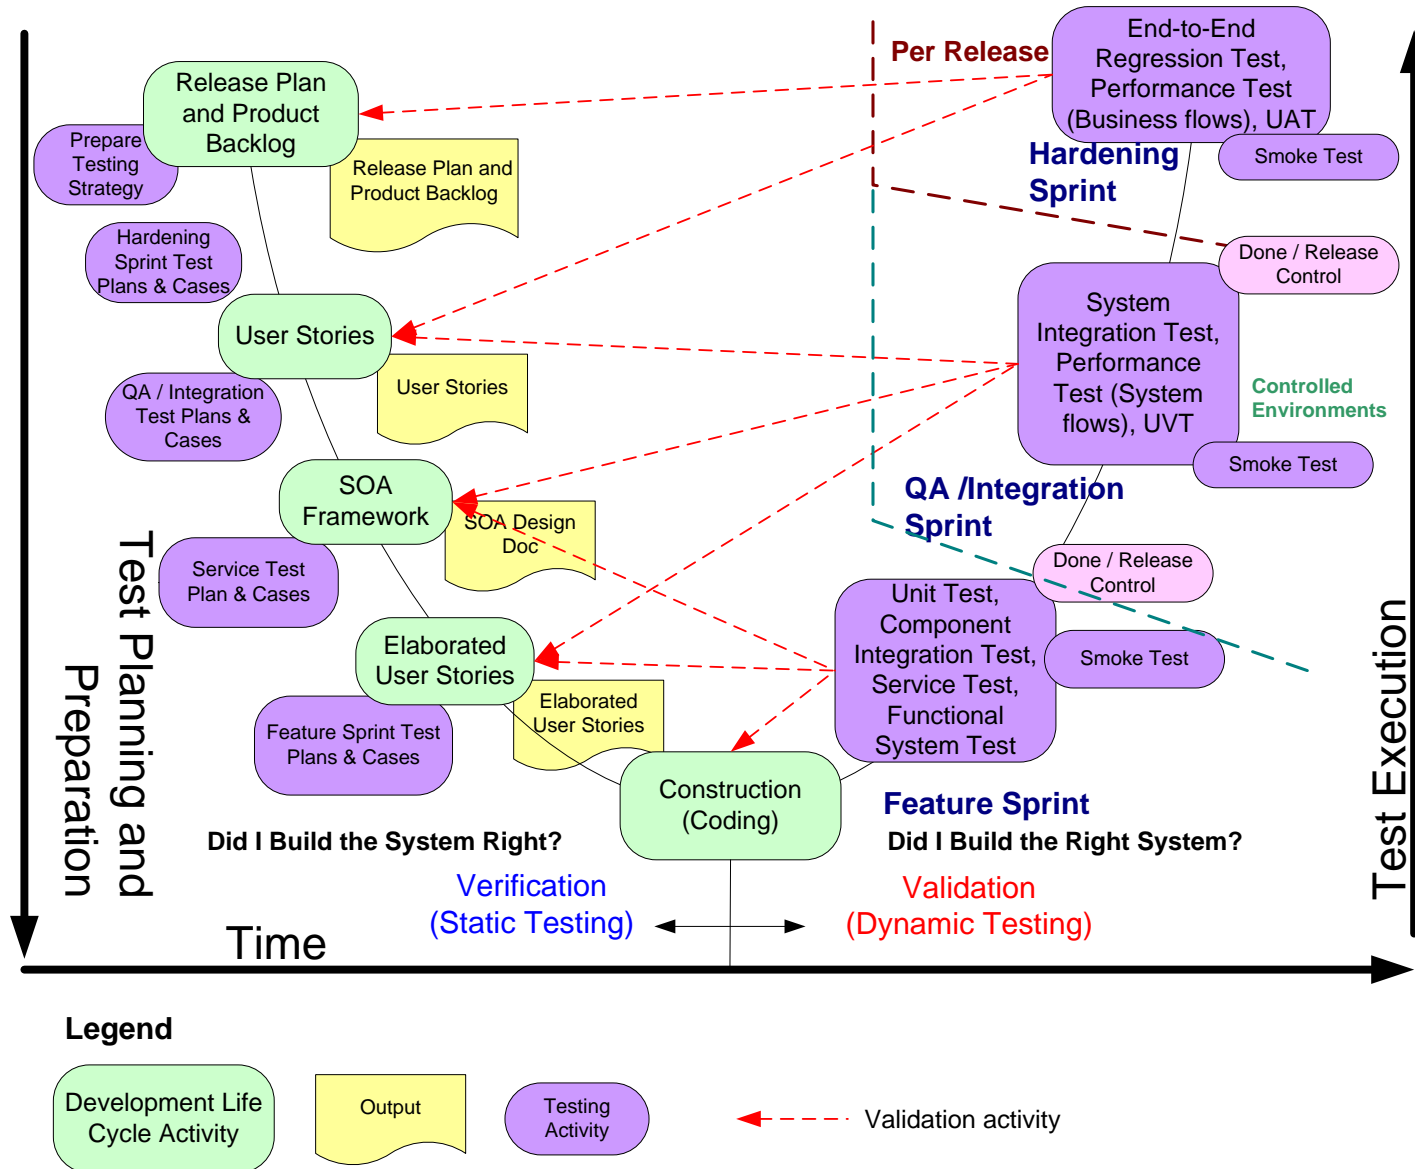 Release Plan
and Product
Backlog
Prepare
Testing
Strategy
Release Plan and
Product Backlog
Hardening
Sprint Test
Plans & Cases
User Stories
User Stories
QA / Integration
Test Plans &
Cases
SOA
Framework
SOA Design
Doc
Service Test
Plan & Cases
Elaborated
User Stories
Elaborated
User Stories
Feature Sprint Test
Plans & Cases
Construction
(Coding)
Per Release
End-to-End
Regression Test,
Performance Test
(Business flows), UAT
Smoke Test
Hardening
Sprint
Done / Release
Control
System
Integration Test,
Performance
Test (System
flows), UVT
Controlled
Environments
Smoke Test
QA /Integration
Sprint
Done / Release
Control
Unit Test,
Component
Integration Test,
Service Test,
Functional
System Test
Smoke Test
Feature Sprint
Test Planning and
Preparation
Test Execution
Did I Build the System Right?
Did I Build the Right System?
Verification
(Static Testing)
Validation
(Dynamic Testing)
Time
Legend
Development Life
Cycle Activity
Output
Testing
Activity
Validation activity